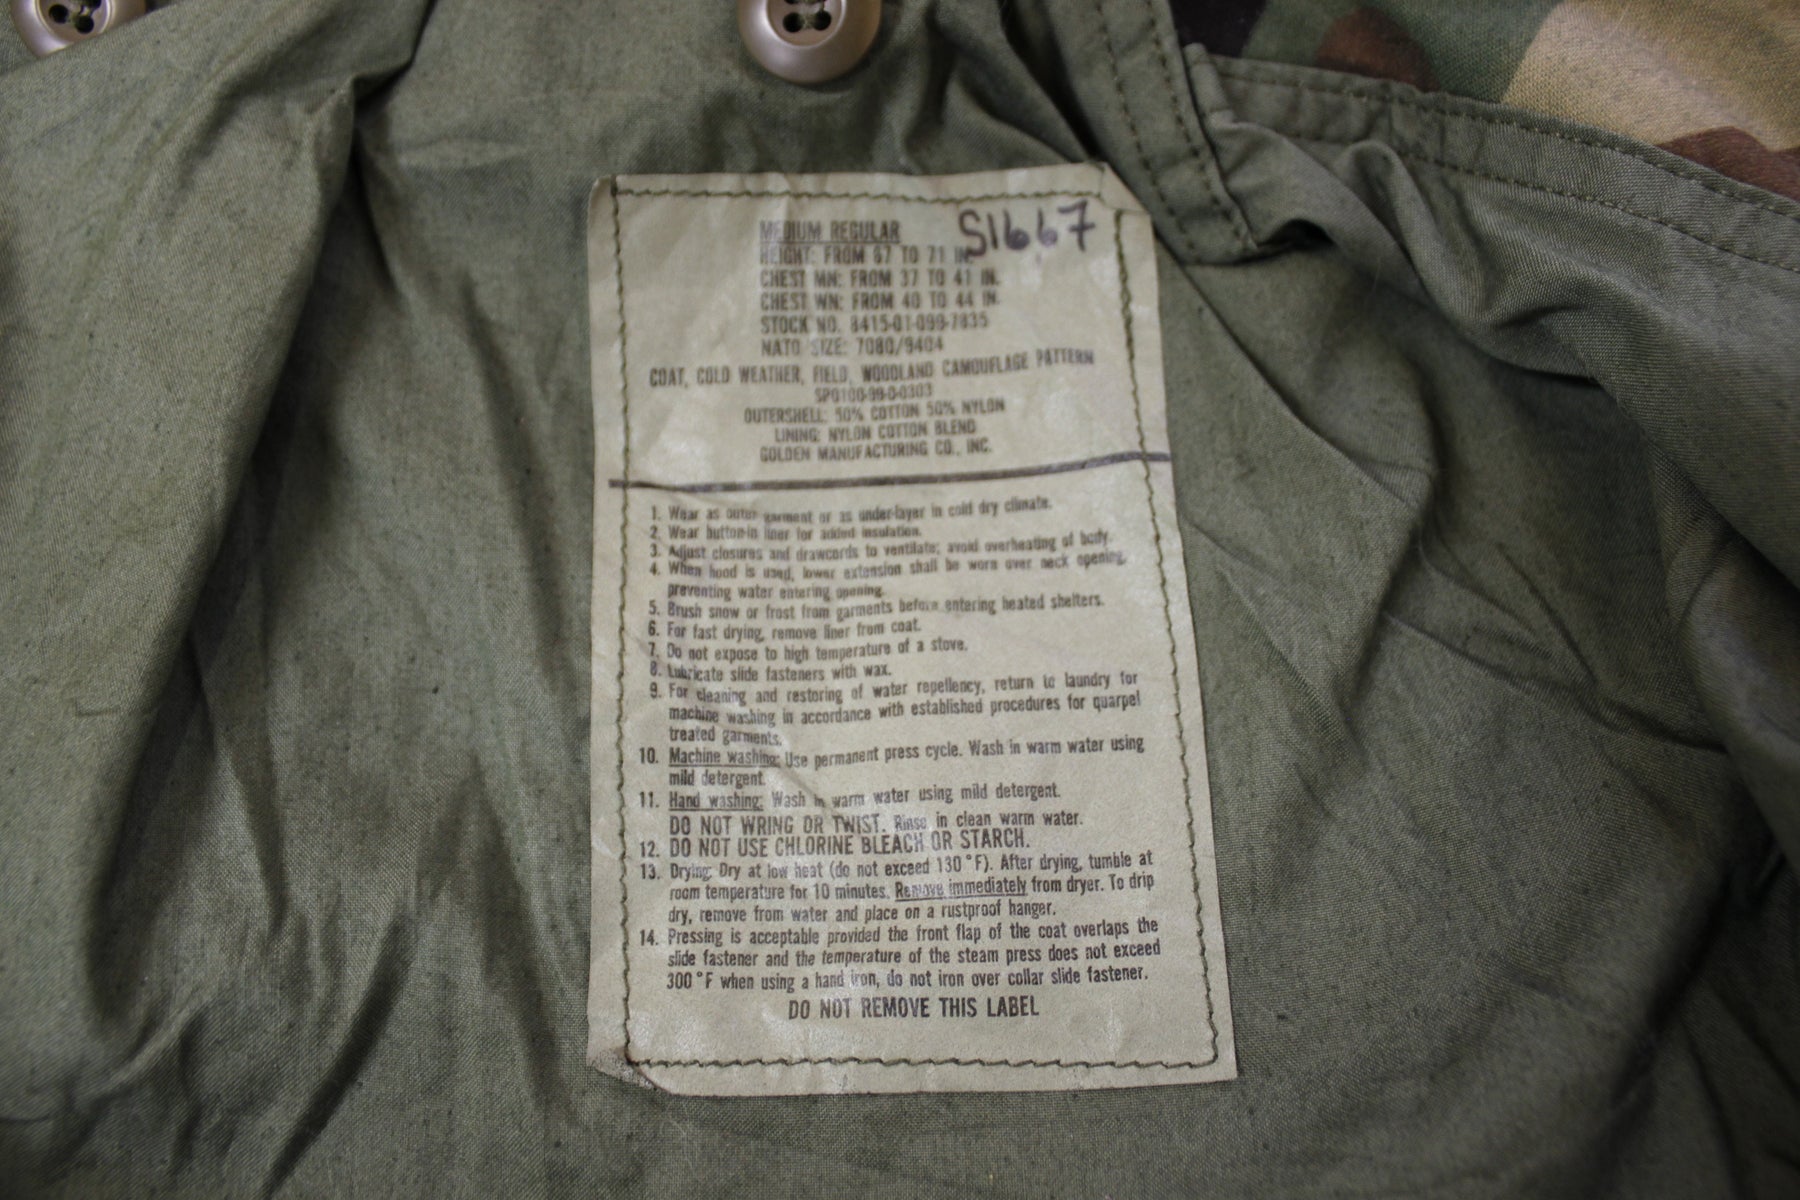 MEDIUM REGULAR S1667
HEIGHT: FROM 67 TO 71 IN.
CHEST MN: FROM 37 TO 41 IN.
CHEST WN: FROM 40 TO 44 IN.
STOCK NO. 8415-01-099-7835
NATO SIZE: 7080/9404
COAT, COLD WEATHER, FIELD, WOODLAND CAMOUFLAGE PATTERN
SPO100-99-D-0303
OUTERSHELL: 50% COTTON 50% NYLON
LINING: NYLON COTTON BLEND
GOLDEN MANUFACTURING CO., INC.
1. Wear as outer garment or as under-layer in cold dry climate.
2. Wear button-in liner for added insulation.
3. Adjust closures and drawcords to ventilate; avoid overheating of body.
4. When hood is used, lower extension shall be worn over neck opening,
preventing water entering opening.
5. Brush snow or frost from garments before entering heated shelters.
6. For fast drying, remove liner from coat.
7. Do not expose to high temperature of a stove.
8. Lubricate slide fasteners with wax.
9. For cleaning and restoring of water repellency, return to laundry for
machine washing in accordance with established procedures for quarpel
treated garments.
10. Machine washing: Use permanent press cycle. Wash in warm water using
mild detergent.
11. Hand washing: Wash in warm water using mild detergent.
DO NOT WRING OR TWIST. Rinse in clean warm water.
12. DO NOT USE CHLORINE BLEACH OR STARCH.
13. Drying: Dry at low heat (do not exceed 130°F). After drying, tumble at
room temperature for 10 minutes. Remove immediately from dryer. To drip
dry, remove from water and place on a rustproof hanger.
14. Pressing is acceptable provided the front flap of the coat overlaps the
slide fastener and the temperature of the steam press does not exceed
300°F when using a hand iron, do not iron over collar slide fastener.
DO NOT REMOVE THIS LABEL